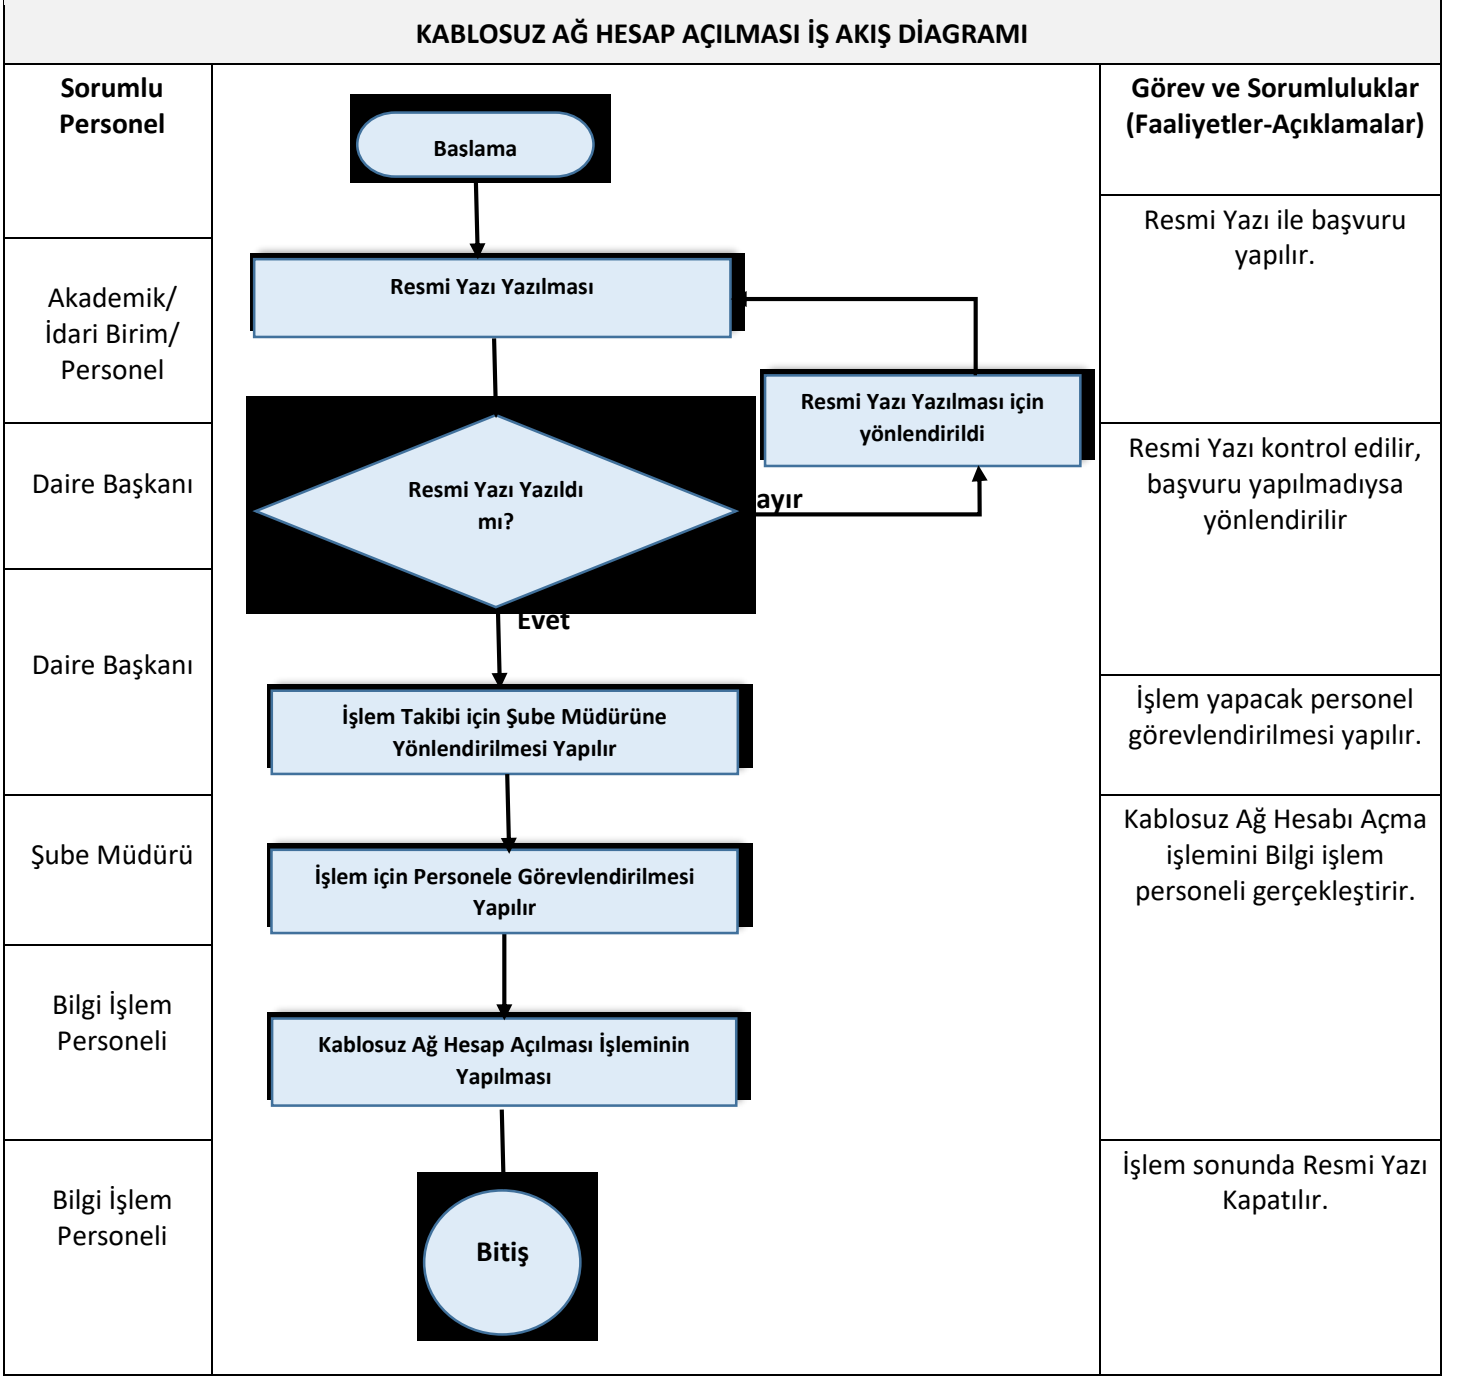 KABLOSUZ AĞ HESAP AÇILMASI İŞ AKIŞ DİAGRAMI
Sorumlu
Personel
Akademik/
İdari Birim/
Personel
Daire Başkanı
Daire Başkanı
Şube Müdürü
Bilgi İşlem
Personeli
Bilgi İşlem
Personeli
Başlama
Resmi Yazı Yazılması
Resmi Yazı Yazılması için
yönlendirildi
Resmi Yazı Yazıldı
mı?
ayır
Evet
İşlem Takibi için Şube Müdürüne
Yönlendirilmesi Yapılır
İşlem için Personele Görevlendirilmesi
Yapılır
Kablosuz Ağ Hesap Açılması İşleminin
Yapılması
Bitiş
Görev ve Sorumluluklar
(Faaliyetler-Açıklamalar)
Resmi Yazı ile başvuru
yapılır.
Resmi Yazı kontrol edilir,
başvuru yapılmadıysa
yönlendirilir
İşlem yapacak personel
görevlendirilmesi yapılır.
Kablosuz Ağ Hesabı Açma
işlemini Bilgi işlem
personeli gerçekleştirir.
İşlem sonunda Resmi Yazı
Kapatılır.